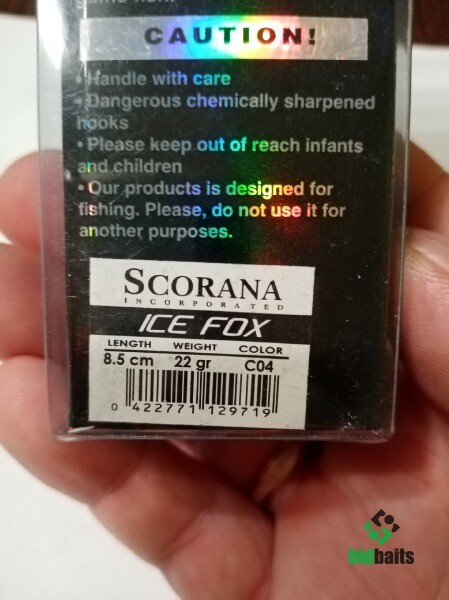 CAUTION!
• Handle with care
• Dangerous chemically sharpened
hooks
• Please keep out of reach infants
and children
• Our products is designed for
fishing. Please, do not use it for
another purposes.
SCORANA
INCORPORATED
ICE FOX
LENGTH WEIGHT COLOR
8.5 cm 22 gr C04
0 422771 129719
bidbaits